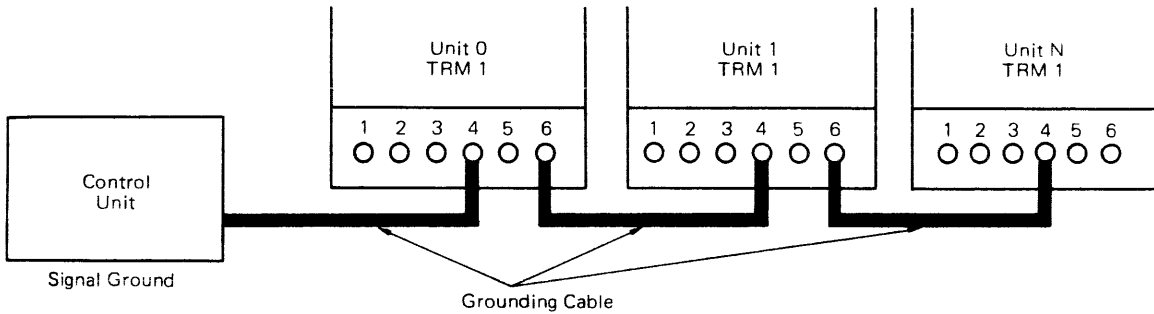 Unit 0
TRM 1
Unit 1
TRM 1
Unit N
TRM 1
1 2 3 4 5 6
1 2 3 4 5 6
1 2 3 4 5 6
Control
Unit
Signal Ground
Grounding Cable